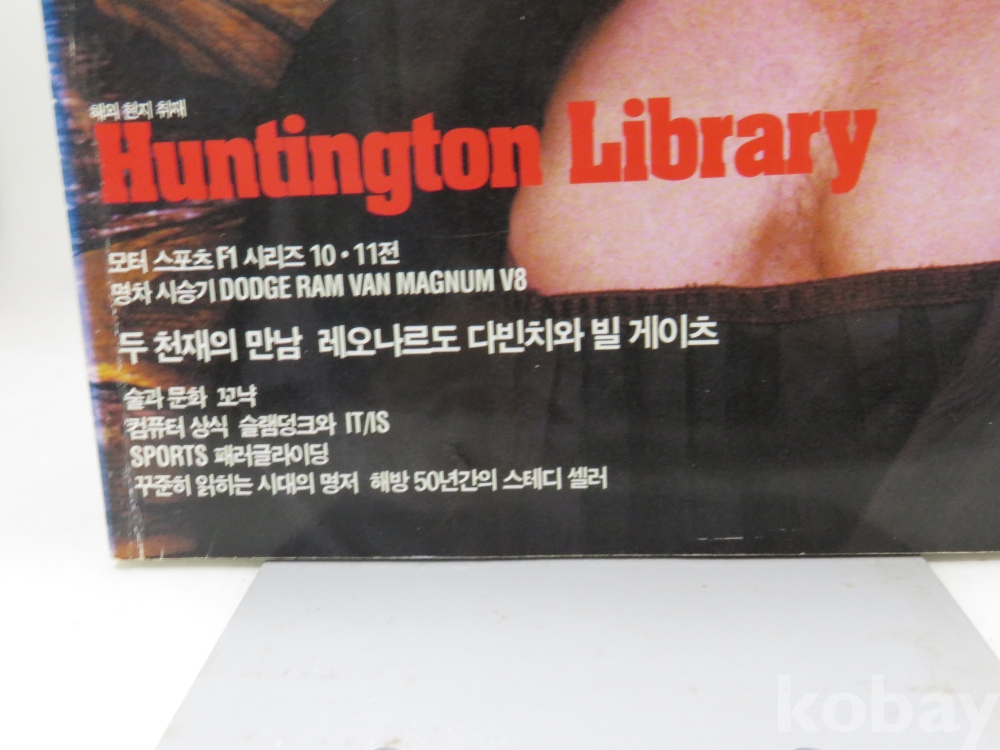 해외 현지 취재
Huntington Library
모터 스포츠 F1 시리즈 10·11전
명차 시승기 DODGE RAM VAN MAGNUM V8
두 천재의 만남 레오나르도 다빈치와 빌 게이츠
술과 문화 꼬냑
컴퓨터 상식 슬램덩크와 IT/IS
SPORTS 패러글라이딩
꾸준히 읽히는 시대의 명저 해방 50년간의 스테디 셀러
kobay